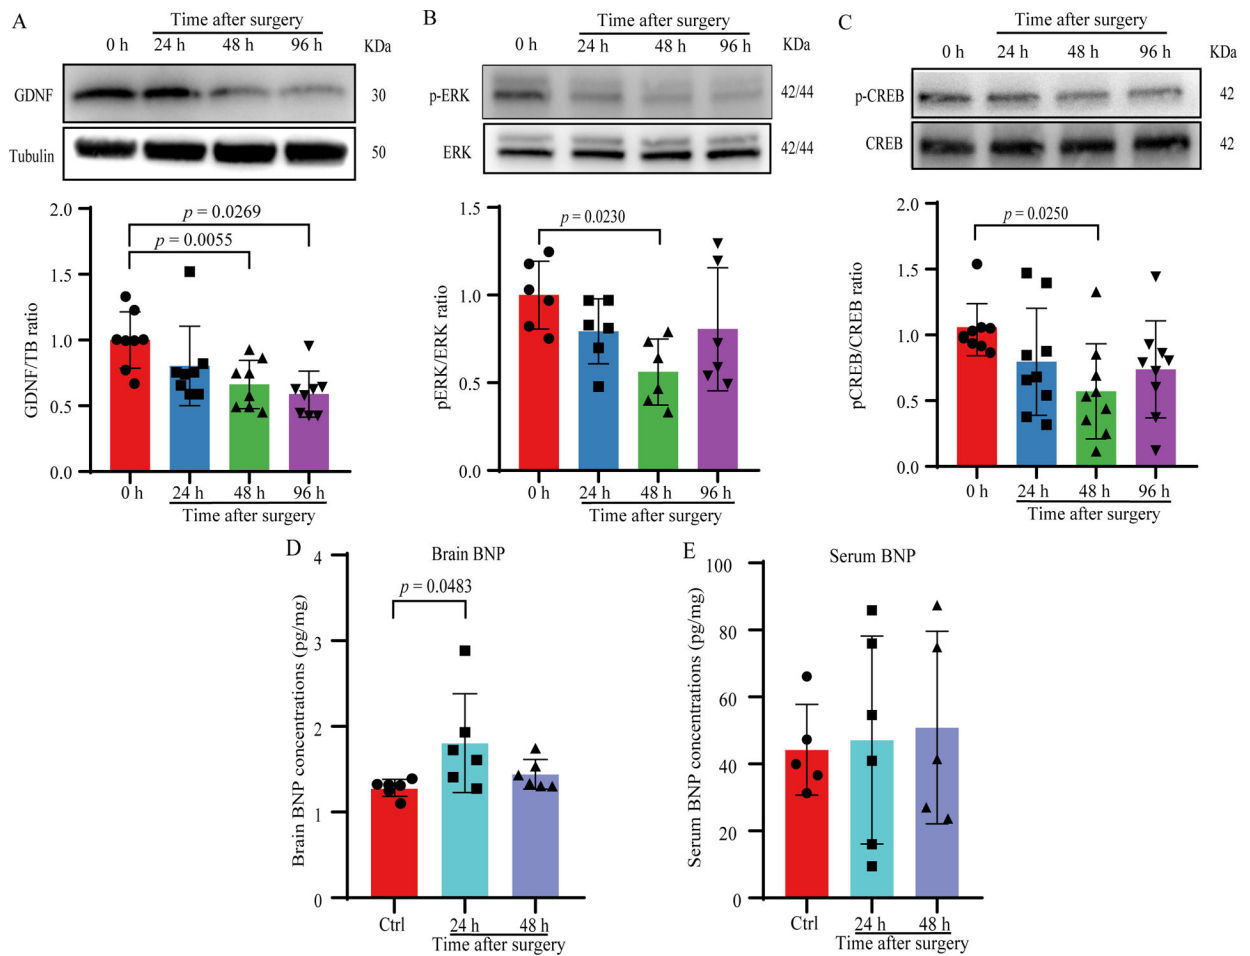 A
Time after surgery
0 h 24 h 48 h 96 h KDa
GDNF 30
Tubulin 50
p = 0.0269
p = 0.0055
GDNF/TB ratio
2.0
1.5
1.0
0.5
0.0
0 h 24 h 48 h 96 h
Time after surgery
B
Time after surgery
0 h 24 h 48 h 96 h KDa
p-ERK 42/44
ERK 42/44
p = 0.0230
pERK/ERK ratio
1.5
1.0
0.5
0.0
0 h 24 h 48 h 96 h
Time after surgery
C
Time after surgery
0 h 24 h 48 h 96 h KDa
p-CREB 42
CREB 42
p = 0.0250
pCREB/CREB ratio
2.0
1.5
1.0
0.5
0.0
0 h 24 h 48 h 96 h
Time after surgery
D
Brain BNP
p = 0.0483
Brain BNP concentrations (pg/mg)
4
3
2
1
0
Ctrl 24 h 48 h
Time after surgery
E
Serum BNP
Serum BNP concentrations (pg/mg)
100
80
60
40
20
0
Ctrl 24 h 48 h
Time after surgery